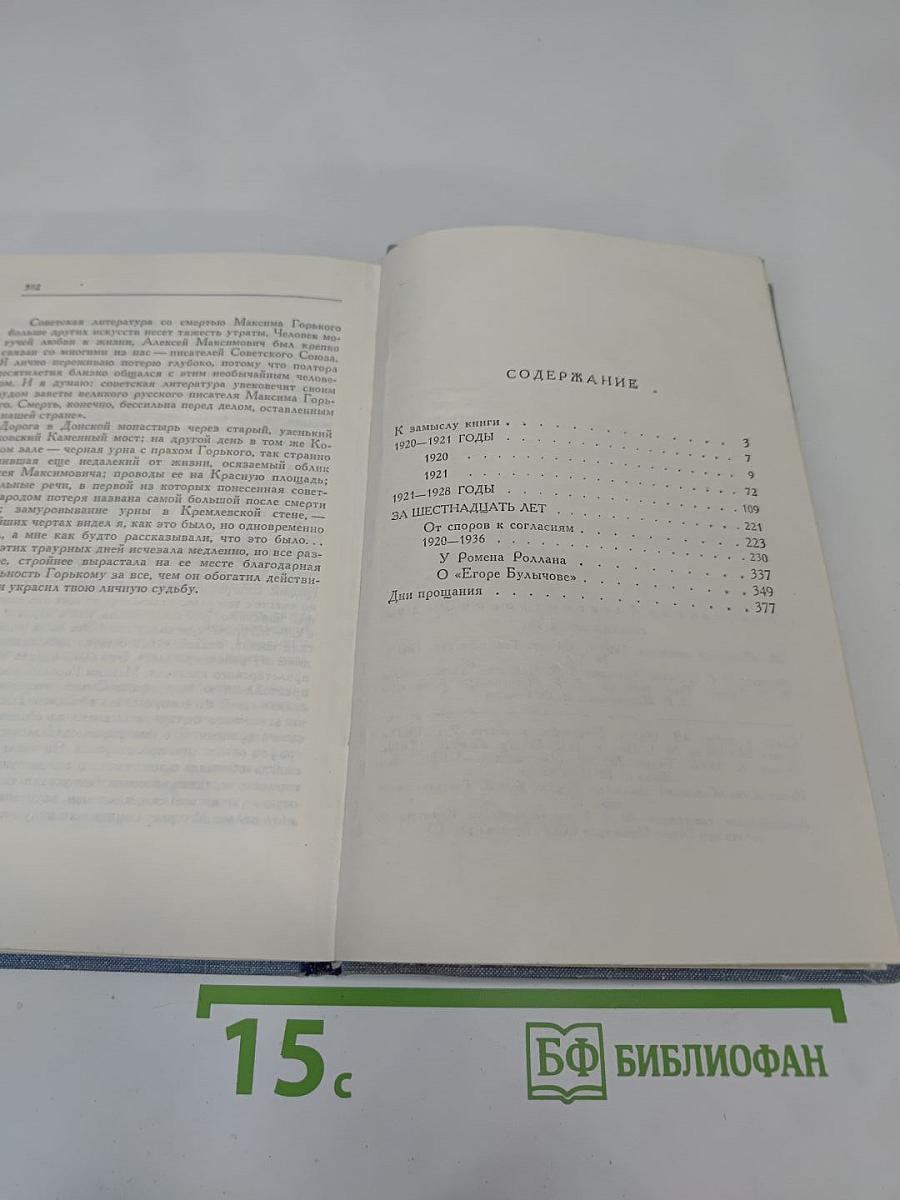 382
Советская литература со смертью Максима Горького
больше других искусств несет тяжесть утраты. Человек мо-
гучей любви к жизни, Алексей Максимович был крепко
связан со многими из нас — писателей Советского Союза.
Я лично переживаю потерю глубоко, потому что полтора
десятилетия близко общался с этим необычайным челове-
ком. И я думаю: советская литература увековечит своим
трудом заветы великого русского писателя Максима Горь-
го. Смерть, конечно, бессильна перед делом, оставленным
нашей стране».
Дорога в Донской монастырь через старый, узенький
Каменный мост; на другой день в том же Ко-
зале — черная урна с прахом Горького, так странно
еще недалекий от жизни, осязаемый облик
Максимовича; проводы ее на Красную площадь;
речи, в первой из которых понесенная совет-
народом потеря названа самой большой после смерти
замуровывание урны в Кремлевской стене, —
чертах видел я, как это было, но одновременно
а мне как будто рассказывали, что это было...
этих траурных дней исчезала медленно, но все раз-
стройнее вырастала на ее месте благодарная
Горькому за все, чем он обогатил действи-
и украсил твою личную судьбу.
СОДЕРЖАНИЕ
К замыслу книги . . . . . . . . . . 3
1920—1921 ГОДЫ . . . . . . . . . . 7
1920 . . . . . . . . . . 9
1921 . . . . . . . . . . 72
1921—1928 ГОДЫ . . . . . . . . . . 109
ЗА ШЕСТНАДЦАТЬ ЛЕТ . . . . . . . . . . 221
От споров к согласиям . . . . . . . . . . 223
1920—1936 . . . . . . . . . . 230
У Ромена Роллана . . . . . . . . . . 337
О «Егоре Булычове» . . . . . . . . . . 349
Дни прощания . . . . . . . . . . 377
15 с
БФ БИБЛИОФАН